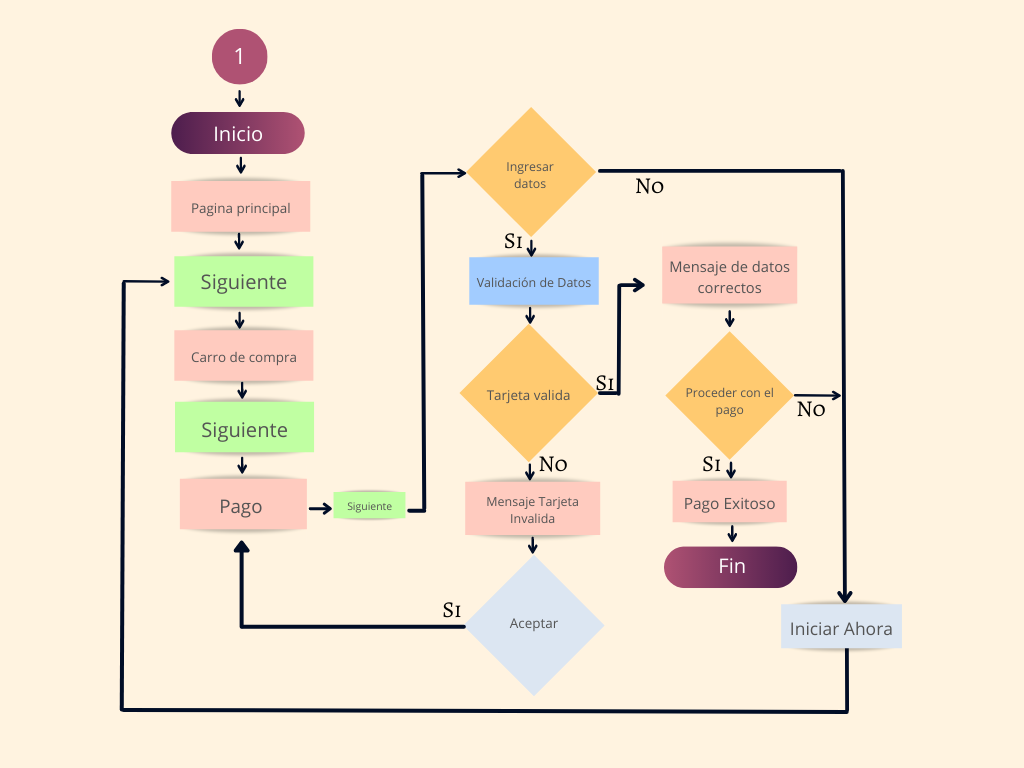 1
Inicio
Pagina principal
Siguiente
Carro de compra
Siguiente
Pago
Siguiente
Ingresar
datos
No
Si
Validación de Datos
Tarjeta valida
Si
No
Mensaje Tarjeta
Invalida
Aceptar
Si
Mensaje de datos
correctos
Proceder con el
pago
No
Si
Pago Exitoso
Fin
Iniciar Ahora